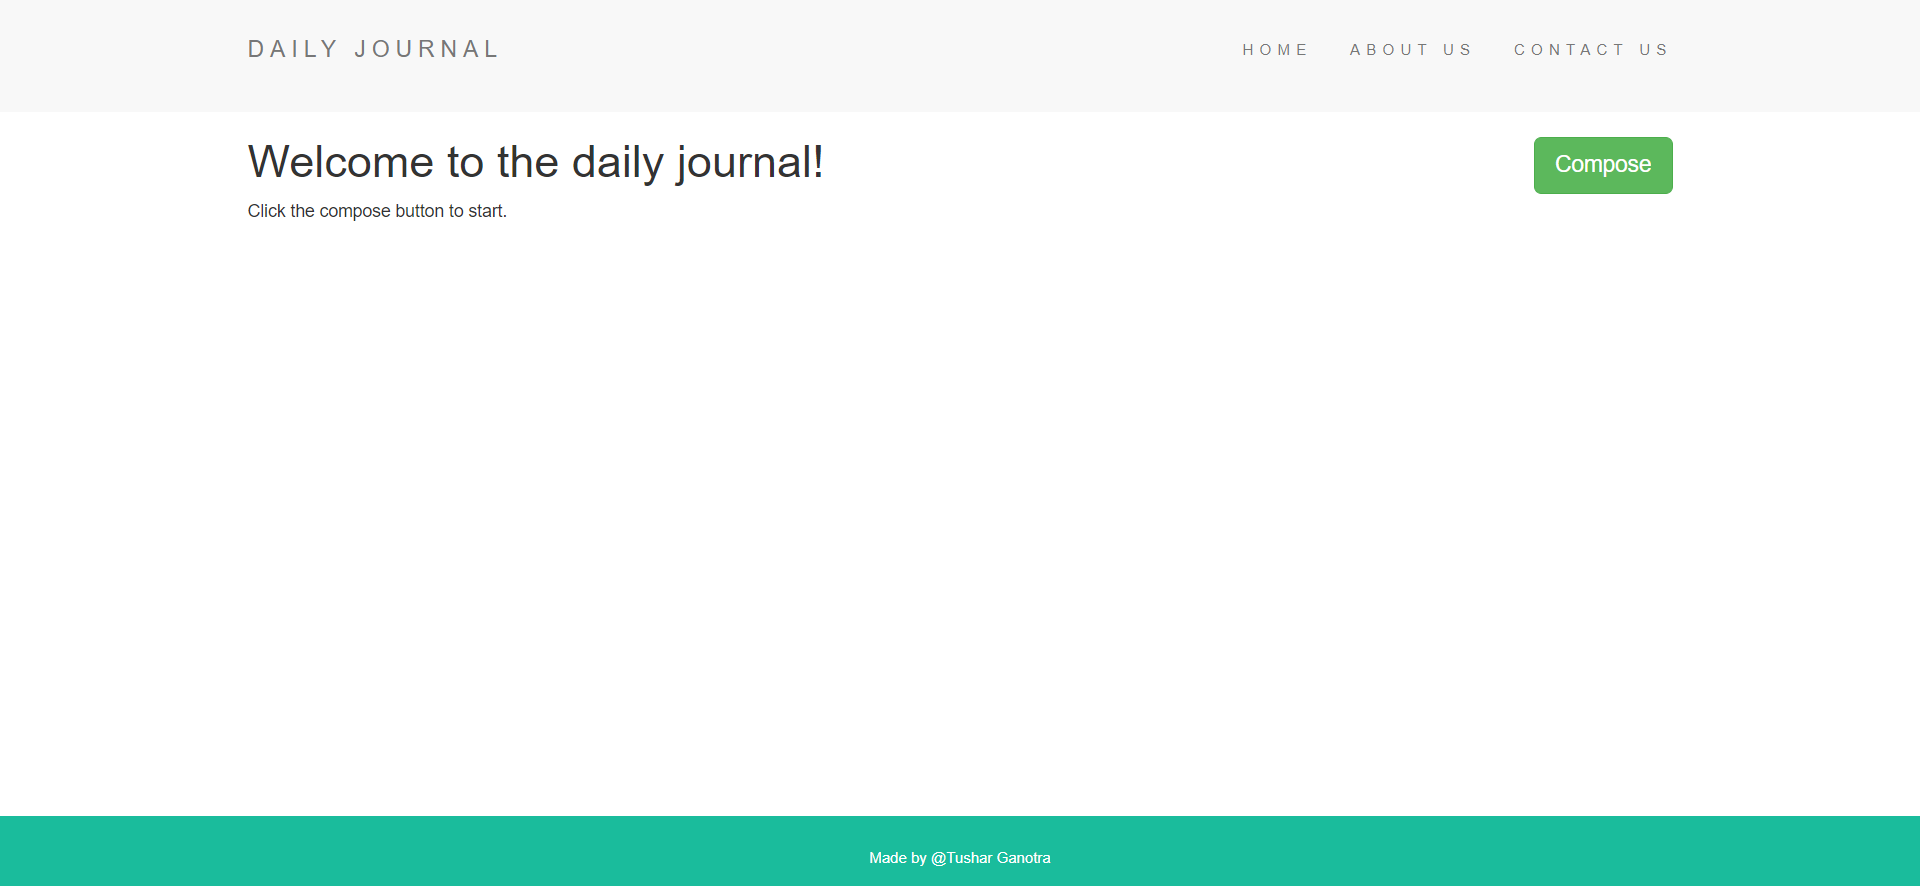 DAILY JOURNAL
HOME ABOUT US CONTACT US
Welcome to the daily journal!
Compose
Click the compose button to start.
Made by @Tushar Ganotra